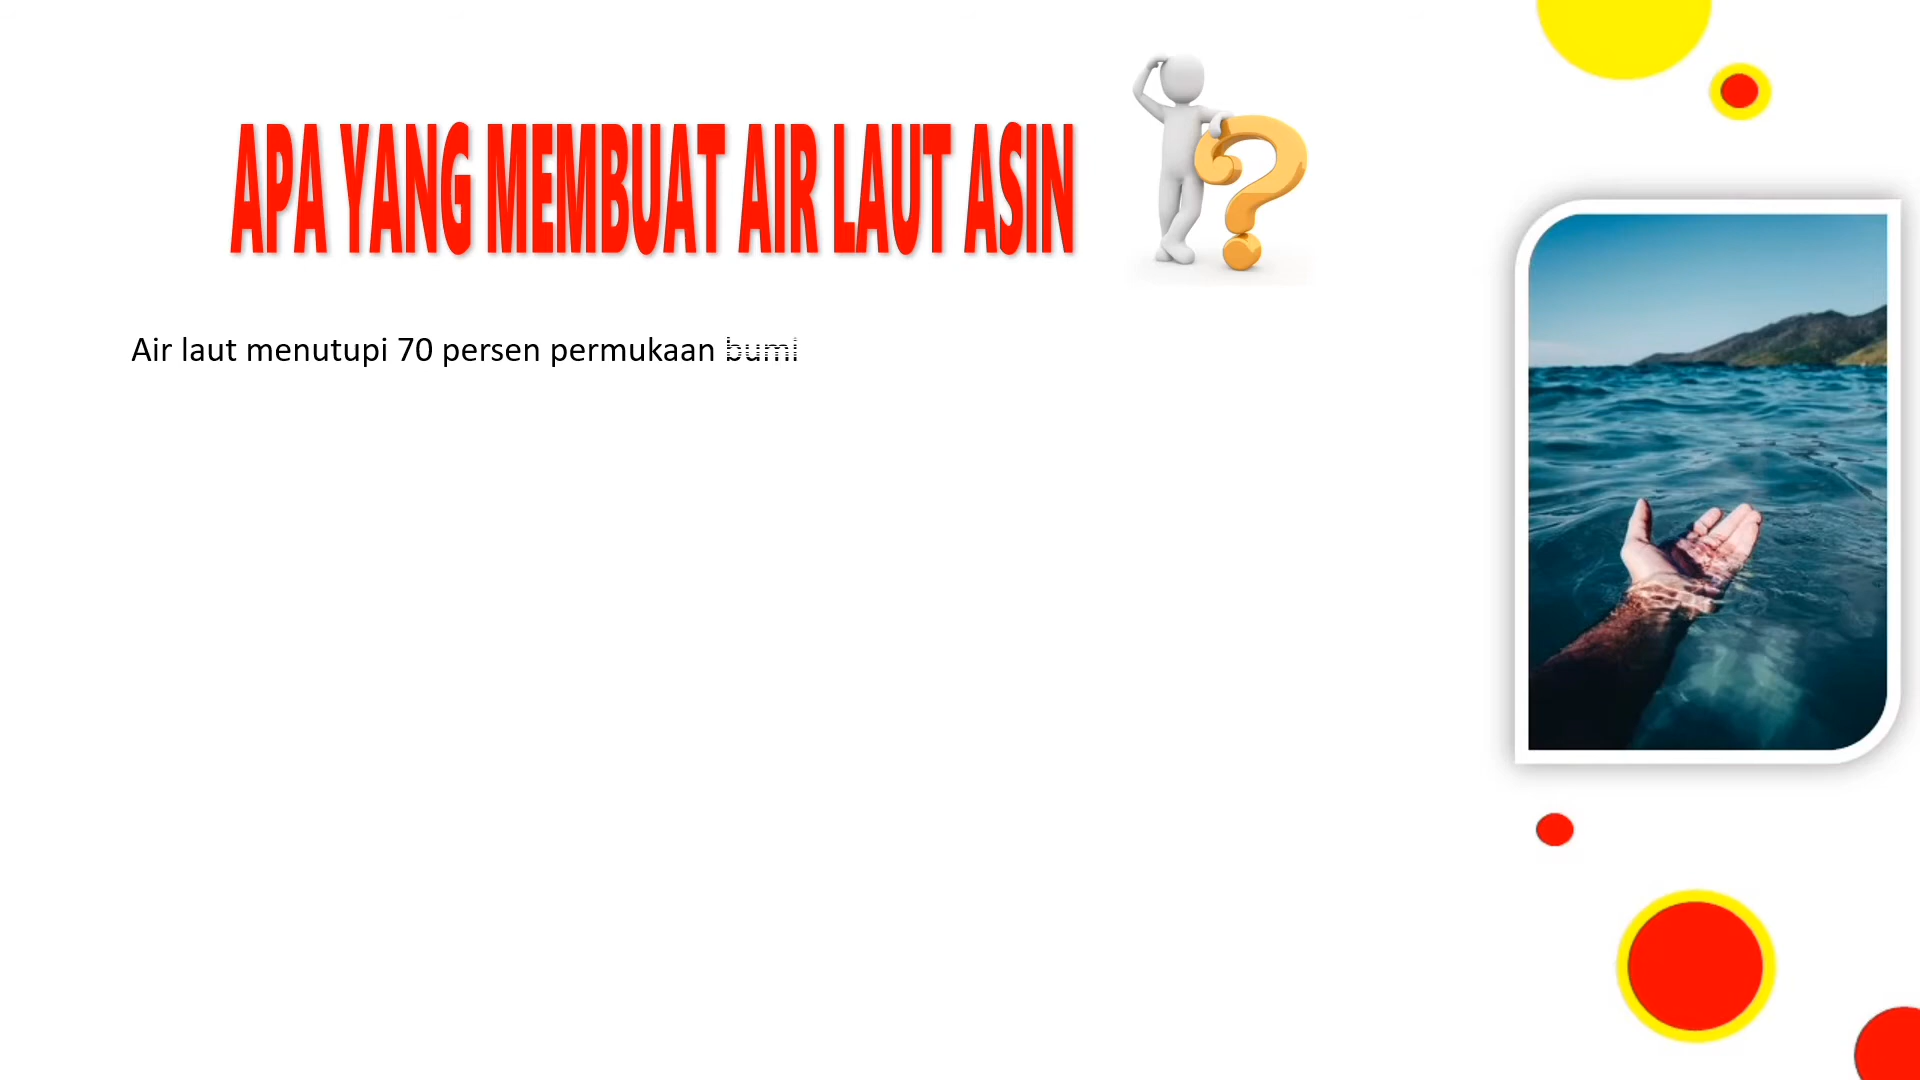 APA YANG MEMBUAT AIR LAUT ASIN
Air laut menutupi 70 persen permukaan bumi